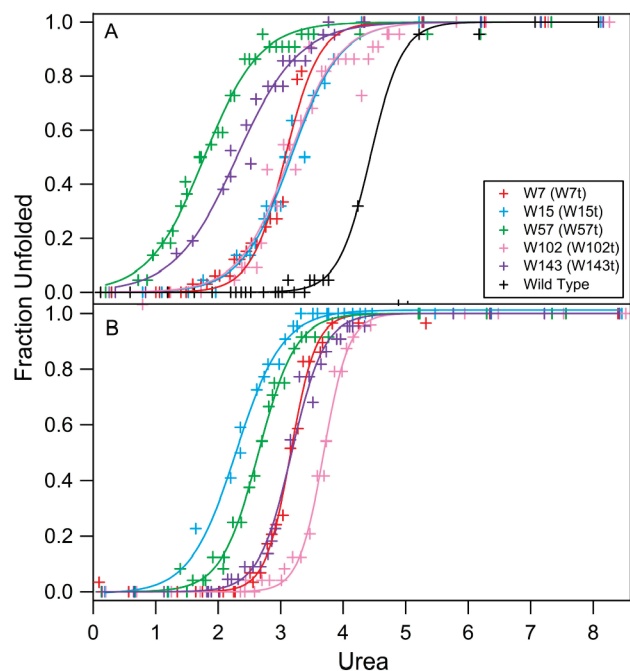 A
1.0
0.8
0.6
0.4
0.2
0.0
W7 (W7t)
W15 (W15t)
W57 (W57t)
W102 (W102t)
W143 (W143t)
Wild Type
Fraction Unfolded
B
1.0
0.8
0.6
0.4
0.2
0.0
0 1 2 3 4 5 6 7 8
Urea